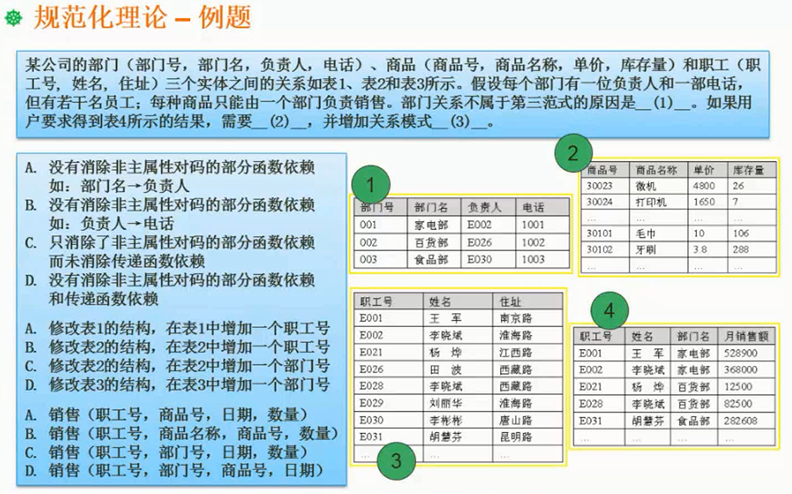 规范化理论 – 例题
某公司的部门（部门号，部门名，负责人，电话）、商品（商品号，商品名称，单价，库存量）和职工（职
工号，姓名，住址）三个实体之间的关系如表1、表2和表3所示。假设每个部门有一位负责人和一部电话，
但有若干名员工；每种商品只能由一个部门负责销售。部门关系不属于第三范式的原因是__(1)__。如果用
户要求得到表4所示的结果，需要__(2)__，并增加关系模式__(3)__。
A. 没有消除非主属性对码的部分函数依赖
如：部门名→负责人
B. 没有消除非主属性对码的部分函数依赖
如：负责人→电话
C. 只消除了非主属性对码的部分函数依赖
而未消除传递函数依赖
D. 没有消除非主属性对码的部分函数依赖
和传递函数依赖
A. 修改表1的结构，在表1中增加一个职工号
B. 修改表2的结构，在表2中增加一个职工号
C. 修改表2的结构，在表2中增加一个部门号
D. 修改表3的结构，在表3中增加一个部门号
A. 销售（职工号，商品号，日期，数量）
B. 销售（职工号，商品名称，商品号，数量）
C. 销售（职工号，部门号，日期，数量）
D. 销售（职工号，部门号，商品号，日期）
1
部门号 部门名 负责人 电话
001 家电部 E002 1001
002 百货部 E026 1002
003 食品部 E030 1003
2
商品号 商品名称 单价 库存量
30023 微机 4800 26
30024 打印机 1650 7
… … … …
30101 毛巾 10 106
30102 牙刷 3.8 288
… … … …
职工号 姓名 住址
E001 王 军 南京路
E002 李晓斌 淮海路
E021 杨 烨 江西路
E026 田 波 西藏路
E028 李晓斌 西藏路
E029 刘丽华 淮海路
E030 李彬彬 唐山路
E031 胡慧芬 昆明路
… … …
3
4
职工号 姓名 部门名 月销售额
E001 王 军 家电部 528900
E002 李晓斌 家电部 368000
E021 杨 烨 百货部 12500
E028 李晓斌 百货部 82500
E031 胡慧芬 食品部 282608
… … … …